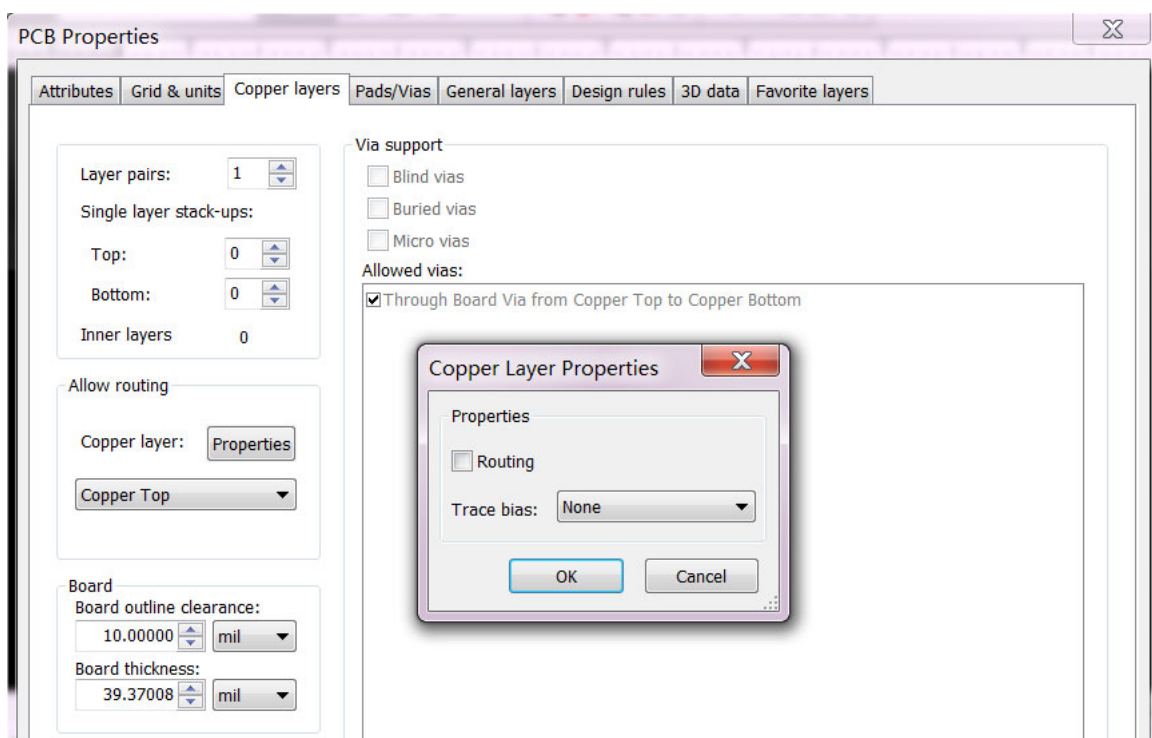 PCB Properties
Attributes Grid & units Copper layers Pads/Vias General layers Design rules 3D data Favorite layers
Layer pairs: 1
Single layer stack-ups:
Top: 0
Bottom: 0
Inner layers 0
Allow routing
Copper layer: Properties
Copper Top
Board
Board outline clearance:
10.00000 mil
Board thickness:
39.37008 mil
Via support
Blind vias
Buried vias
Micro vias
Allowed vias:
Through Board Via from Copper Top to Copper Bottom
Copper Layer Properties
Properties
Routing
Trace bias: None
OK Cancel